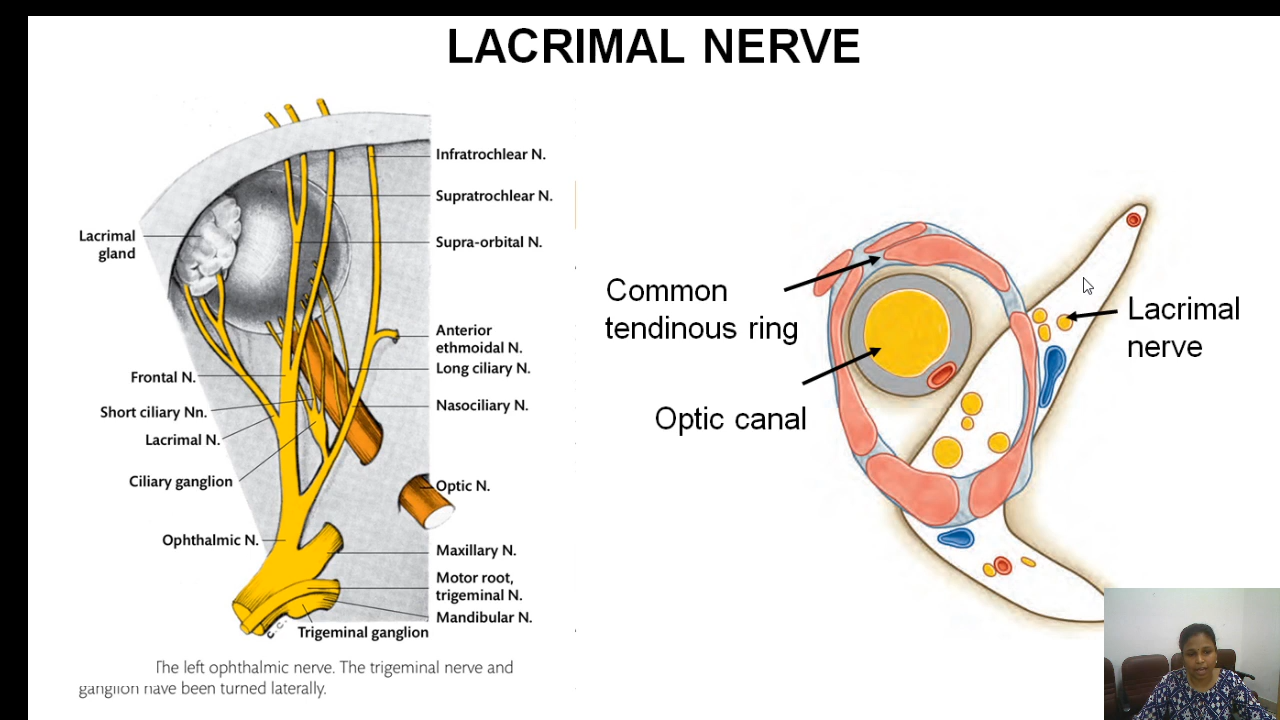 LACRIMAL NERVE
Infratrochlear N.
Supratrochlear N.
Lacrimal
gland
Supra-orbital N.
Anterior
ethmoidal N.
Long ciliary N.
Frontal N.
Nasociliary N.
Short ciliary Nn.
Lacrimal N.
Ciliary ganglion
Optic N.
Ophthalmic N.
Maxillary N.
Motor root,
trigeminal N.
Mandibular N.
Trigeminal ganglion
The left ophthalmic nerve. The trigeminal nerve and
ganglion have been turned laterally.
Common
tendinous ring
Optic canal
Lacrimal
nerve